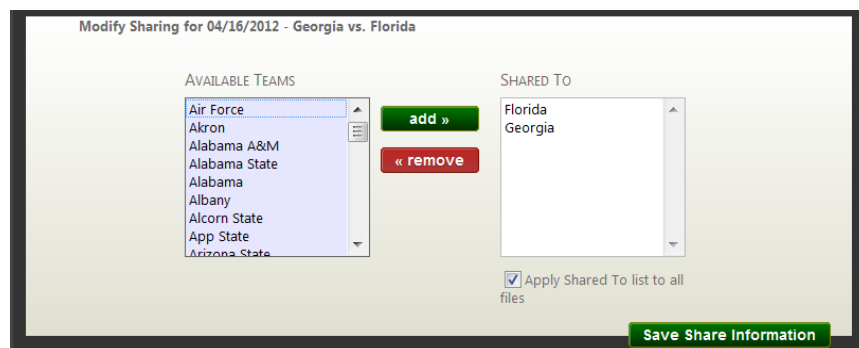 Modify Sharing for 04/16/2012 - Georgia vs. Florida
AVAILABLE TEAMS
Air Force
Akron
Alabama A&M
Alabama State
Alabama
Albany
Alcorn State
App State
Arizona State
add »
« remove
SHARED TO
Florida
Georgia
Apply Shared To list to all
files
Save Share Information